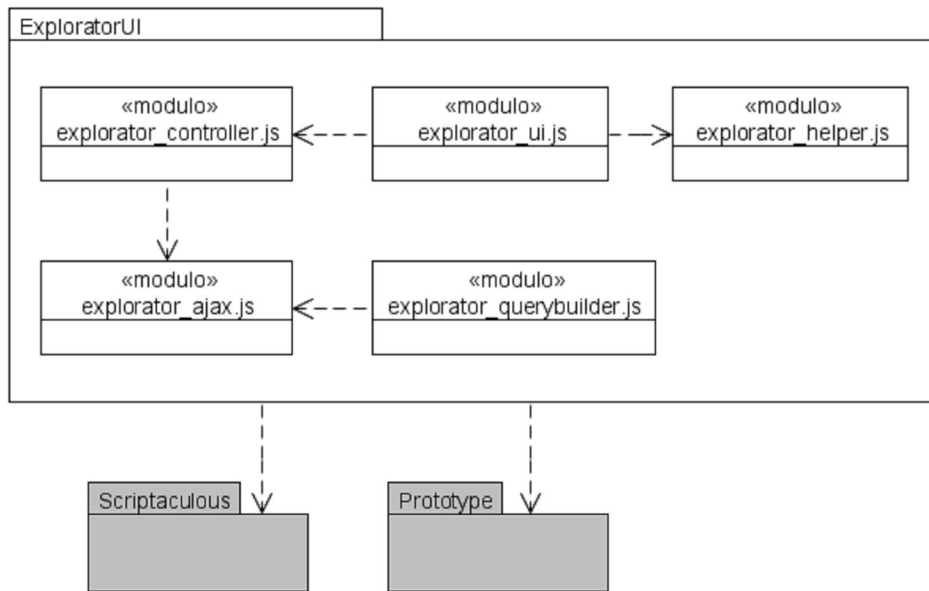 ExploratorUI
«modulo»
explorator_controller.js
«modulo»
explorator_ui.js
«modulo»
explorator_helper.js
«modulo»
explorator_ajax.js
«modulo»
explorator_querybuilder.js
Scriptaculous
Prototype